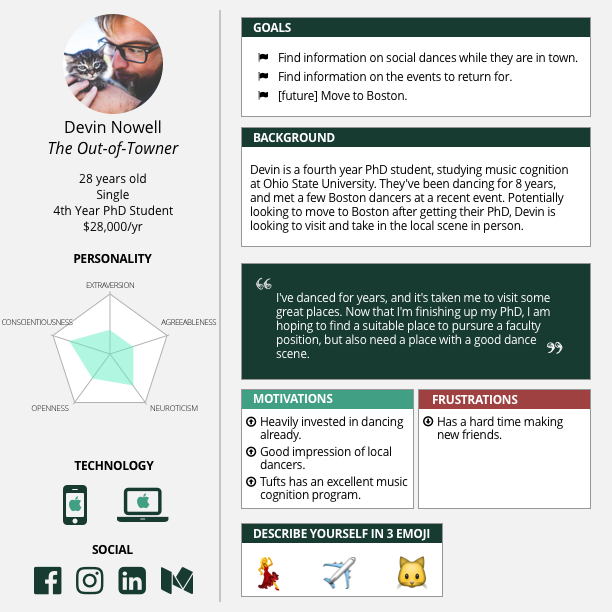 Devin Nowell
The Out-of-Towner
28 years old
Single
4th Year PhD Student
$28,000/yr
PERSONALITY
EXTRAVERSION
CONSCIENTIOUSNESS
AGREEABLENESS
OPENNESS
NEUROTICISM
TECHNOLOGY
SOCIAL
GOALS
Find information on social dances while they are in town.
Find information on the events to return for.
[future] Move to Boston.
BACKGROUND
Devin is a fourth year PhD student, studying music cognition
at Ohio State University. They've been dancing for 8 years,
and met a few Boston dancers at a recent event. Potentially
looking to move to Boston after getting their PhD, Devin is
looking to visit and take in the local scene in person.
“
I've danced for years, and it's taken me to visit some
great places. Now that I'm finishing up my PhD, I am
hoping to find a suitable place to pursure a faculty
position, but also need a place with a good dance
scene.
”
MOTIVATIONS
Heavily invested in dancing
already.
Good impression of local
dancers.
Tufts has an excellent music
cognition program.
FRUSTRATIONS
Has a hard time making
new friends.
DESCRIBE YOURSELF IN 3 EMOJI